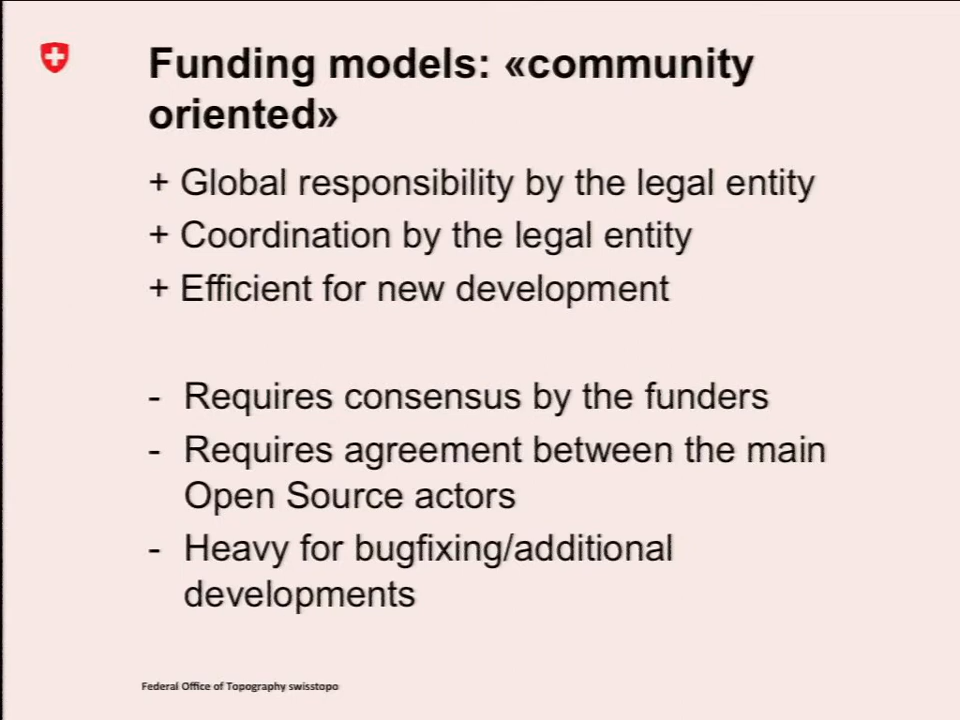 Funding models: «community
oriented»
+ Global responsibility by the legal entity
+ Coordination by the legal entity
+ Efficient for new development
- Requires consensus by the funders
- Requires agreement between the main
Open Source actors
- Heavy for bugfixing/additional
developments
Federal Office of Topography swisstopo